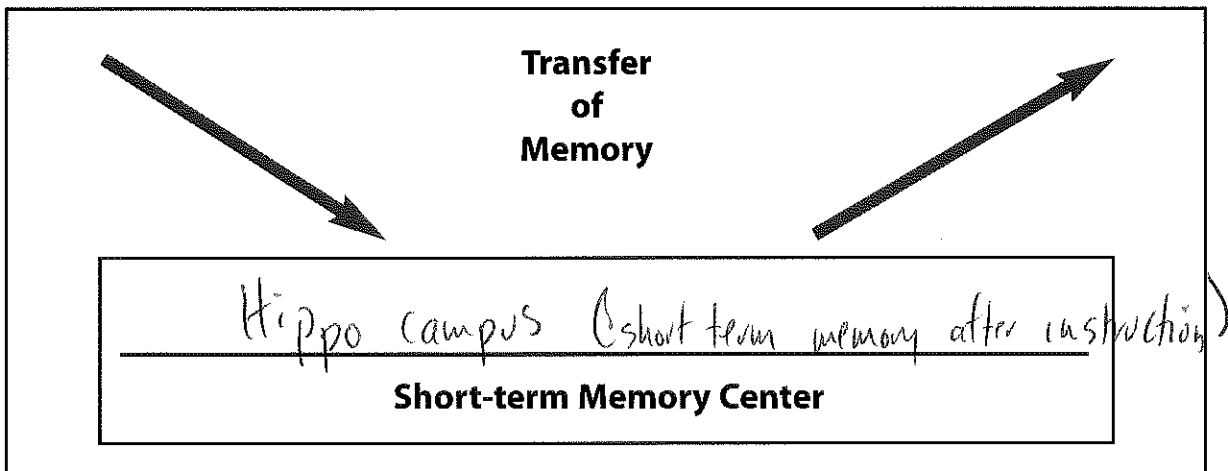 Transfer
of
Memory
Hippo campus (short term memory after instruction)
Short-term Memory Center